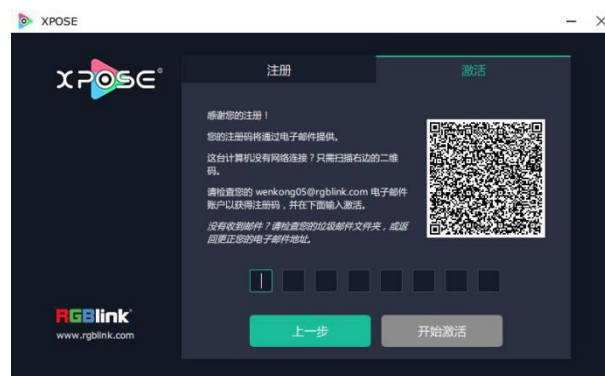 XPOSE
XPOSE
注册
激活
感谢您的注册！
您的注册码将通过电子邮件提供。
这台计算机没有网络连接？只需扫描右边的二维
码。
请检查您的 wenkong05@rgblink.com 电子邮件
账户以获得注册码，并在下面输入激活。
没有收到邮件？请检查您的垃圾邮件文件夹，或返
回更正您的电子邮件地址。
上一步
开始激活
RGBlink
www.rgblink.com